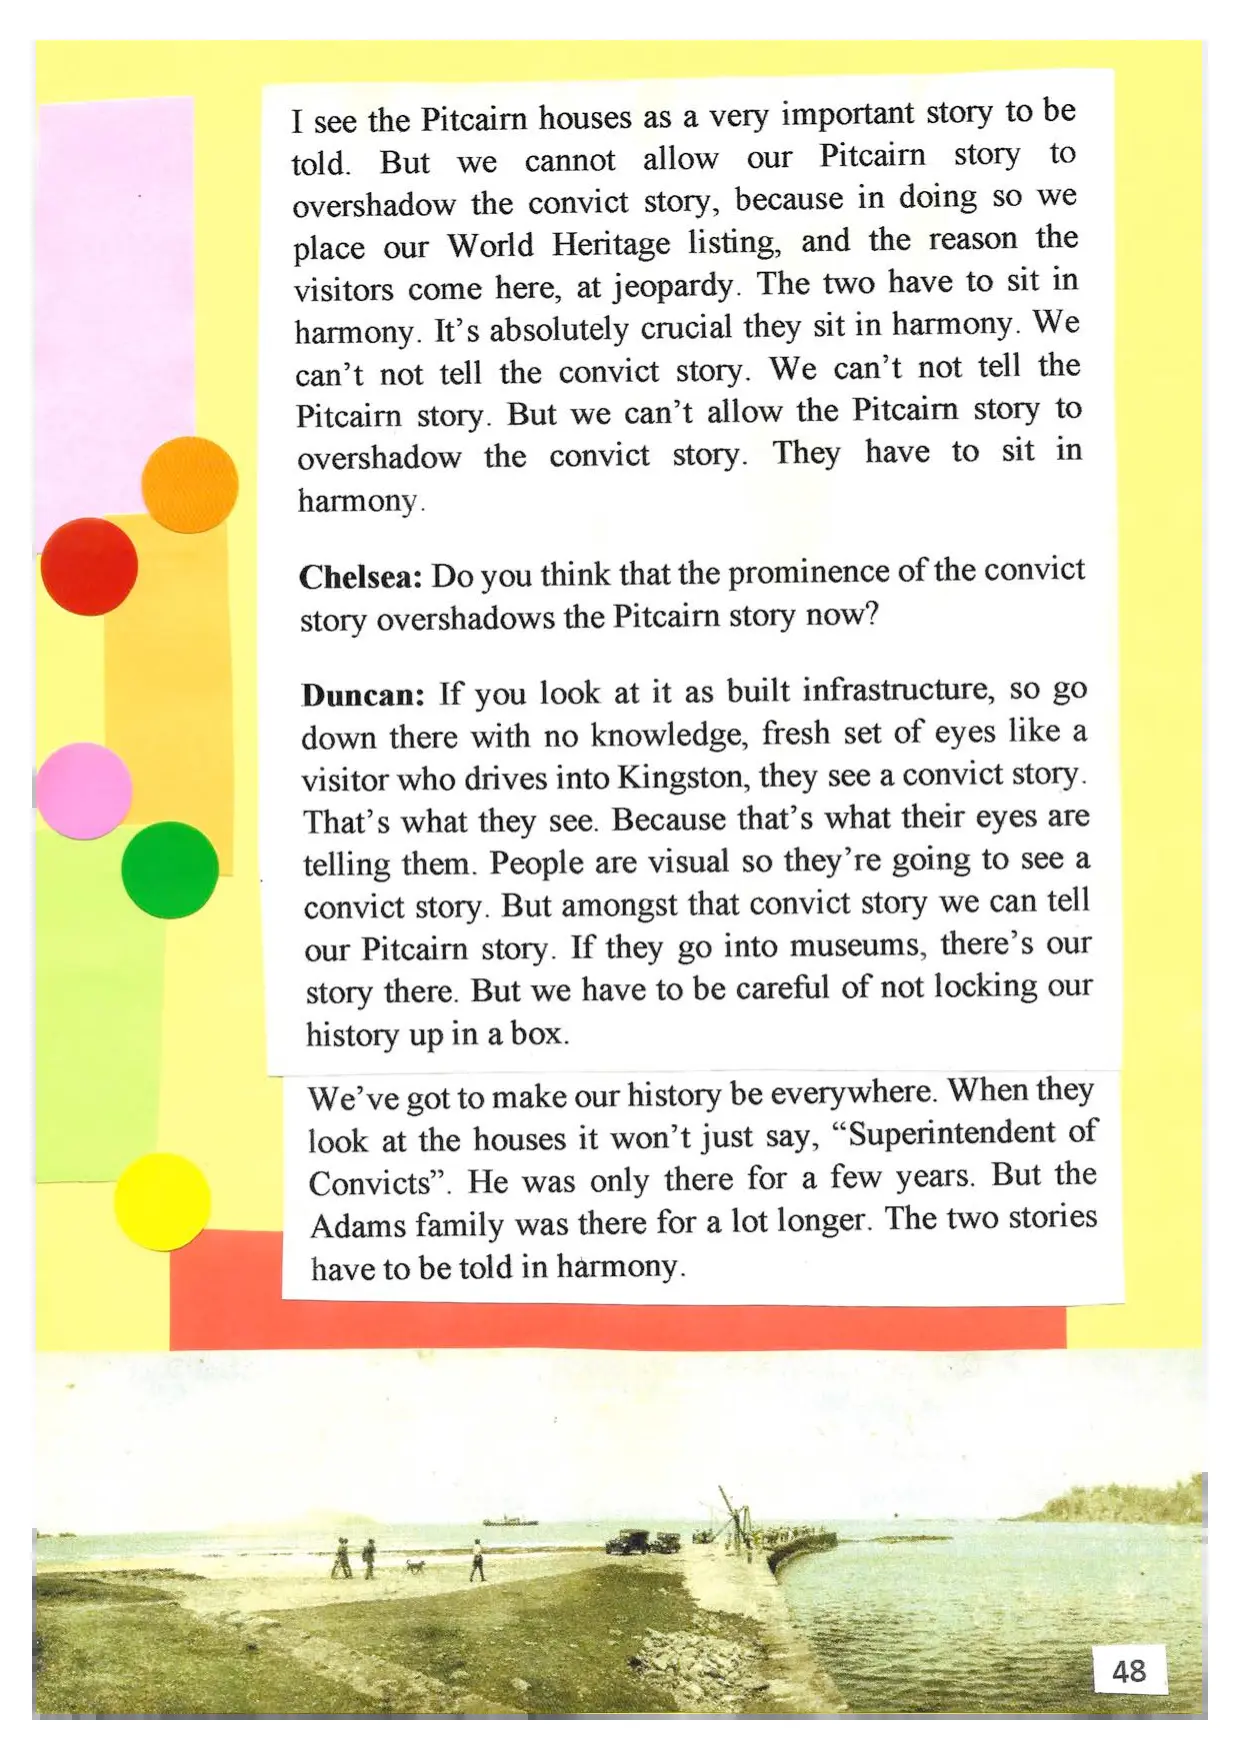 I see the Pitcairn houses as a very important story to be
told. But we cannot allow our Pitcairn story to
overshadow the convict story, because in doing so we
place our World Heritage listing, and the reason the
visitors come here, at jeopardy. The two have to sit in
harmony. It's absolutely crucial they sit in harmony. We
can't not tell the convict story. We can't not tell the
Pitcairn story. But we can't allow the Pitcairn story to
overshadow the convict story. They have to sit in
harmony.
Chelsea: Do you think that the prominence of the convict
story overshadows the Pitcairn story now?
Duncan: If you look at it as built infrastructure, so go
down there with no knowledge, fresh set of eyes like a
visitor who drives into Kingston, they see a convict story.
That's what they see. Because that's what their eyes are
telling them. People are visual so they're going to see a
convict story. But amongst that convict story we can tell
our Pitcairn story. If they go into museums, there's our
story there. But we have to be careful of not locking our
history up in a box.
We've got to make our history be everywhere. When they
look at the houses it won't just say, “Superintendent of
Convicts”. He was only there for a few years. But the
Adams family was there for a lot longer. The two stories
have to be told in harmony.
48